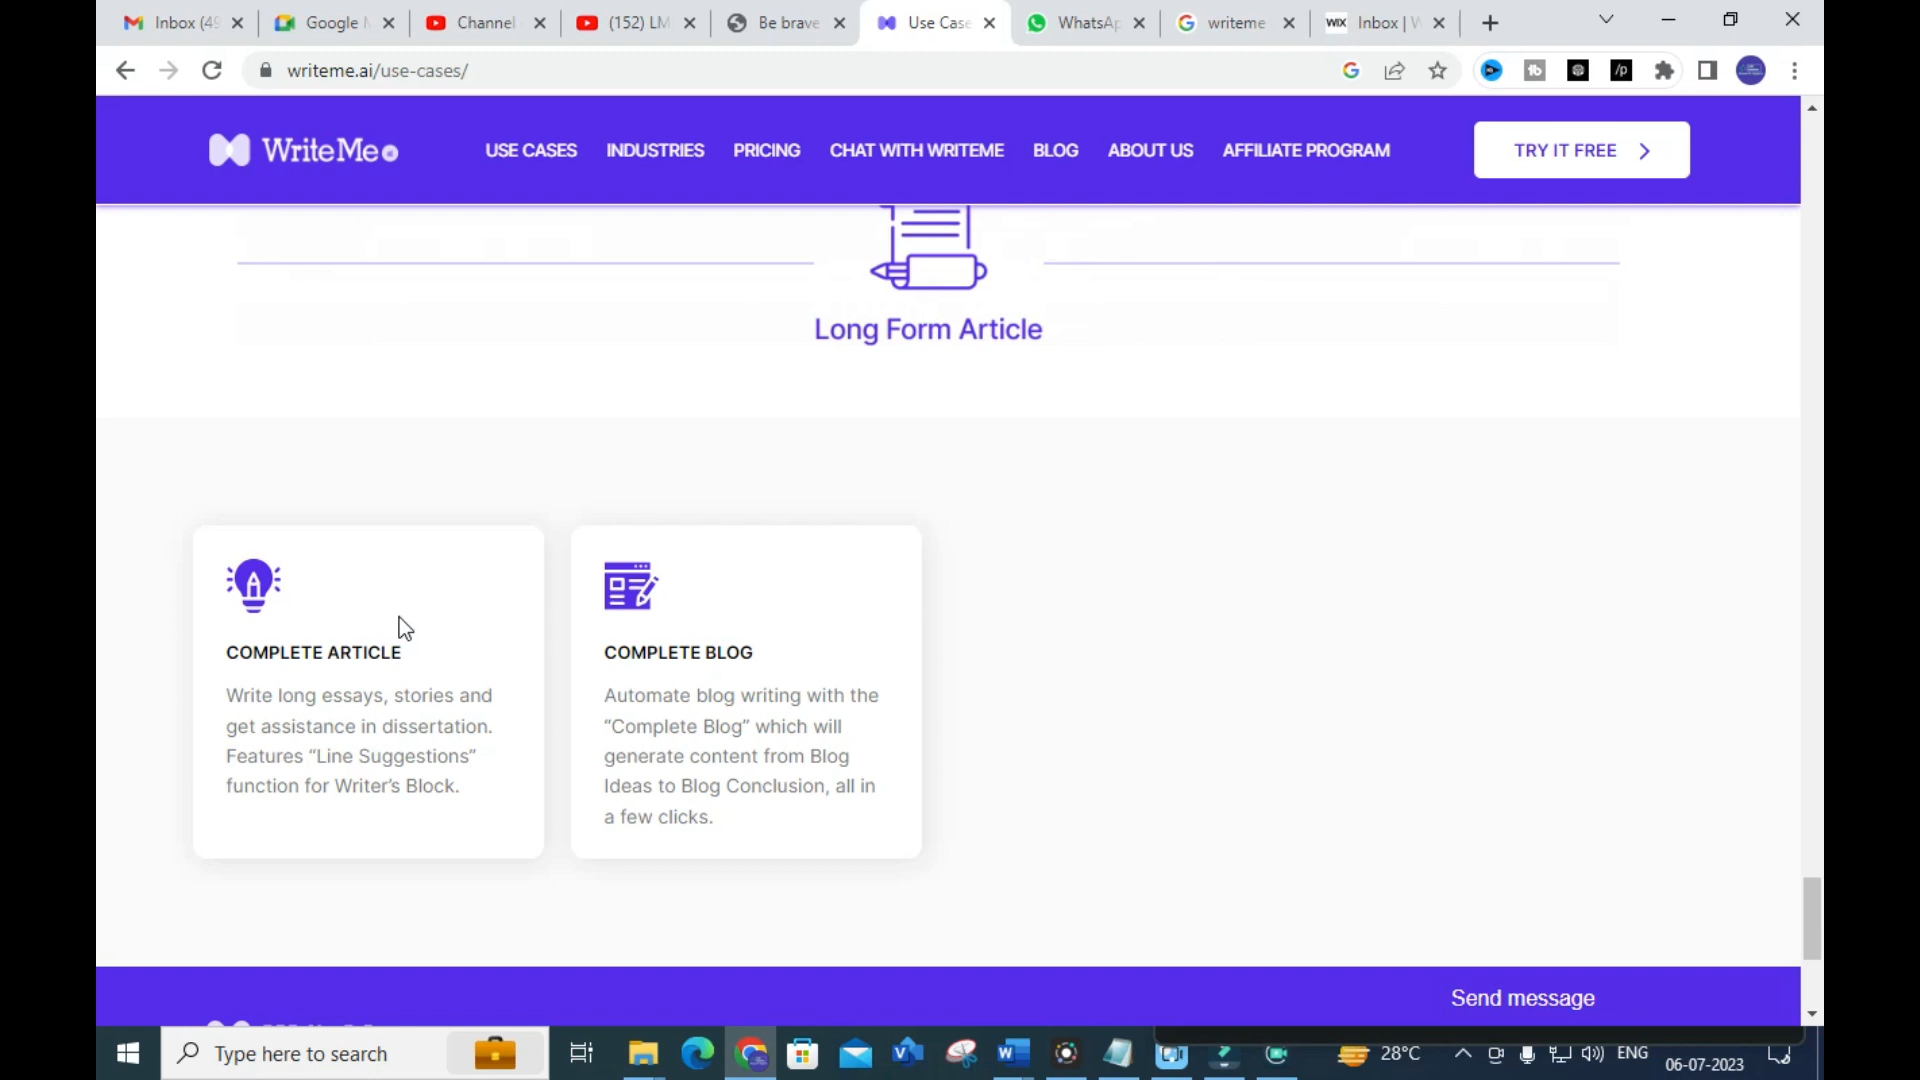 Inbox (49
Google M
Channel
(152) LM
Be brave
Use Case
WhatsAp
writeme
WIX Inbox | W
writeme.ai/use-cases/
WriteMe
USE CASES
INDUSTRIES
PRICING
CHAT WITH WRITEME
BLOG
ABOUT US
AFFILIATE PROGRAM
TRY IT FREE
Long Form Article
COMPLETE ARTICLE
Write long essays, stories and
get assistance in dissertation.
Features “Line Suggestions”
function for Writer’s Block.
COMPLETE BLOG
Automate blog writing with the
“Complete Blog” which will
generate content from Blog
Ideas to Blog Conclusion, all in
a few clicks.
Send message
Type here to search
28°C
ENG
06-07-2023